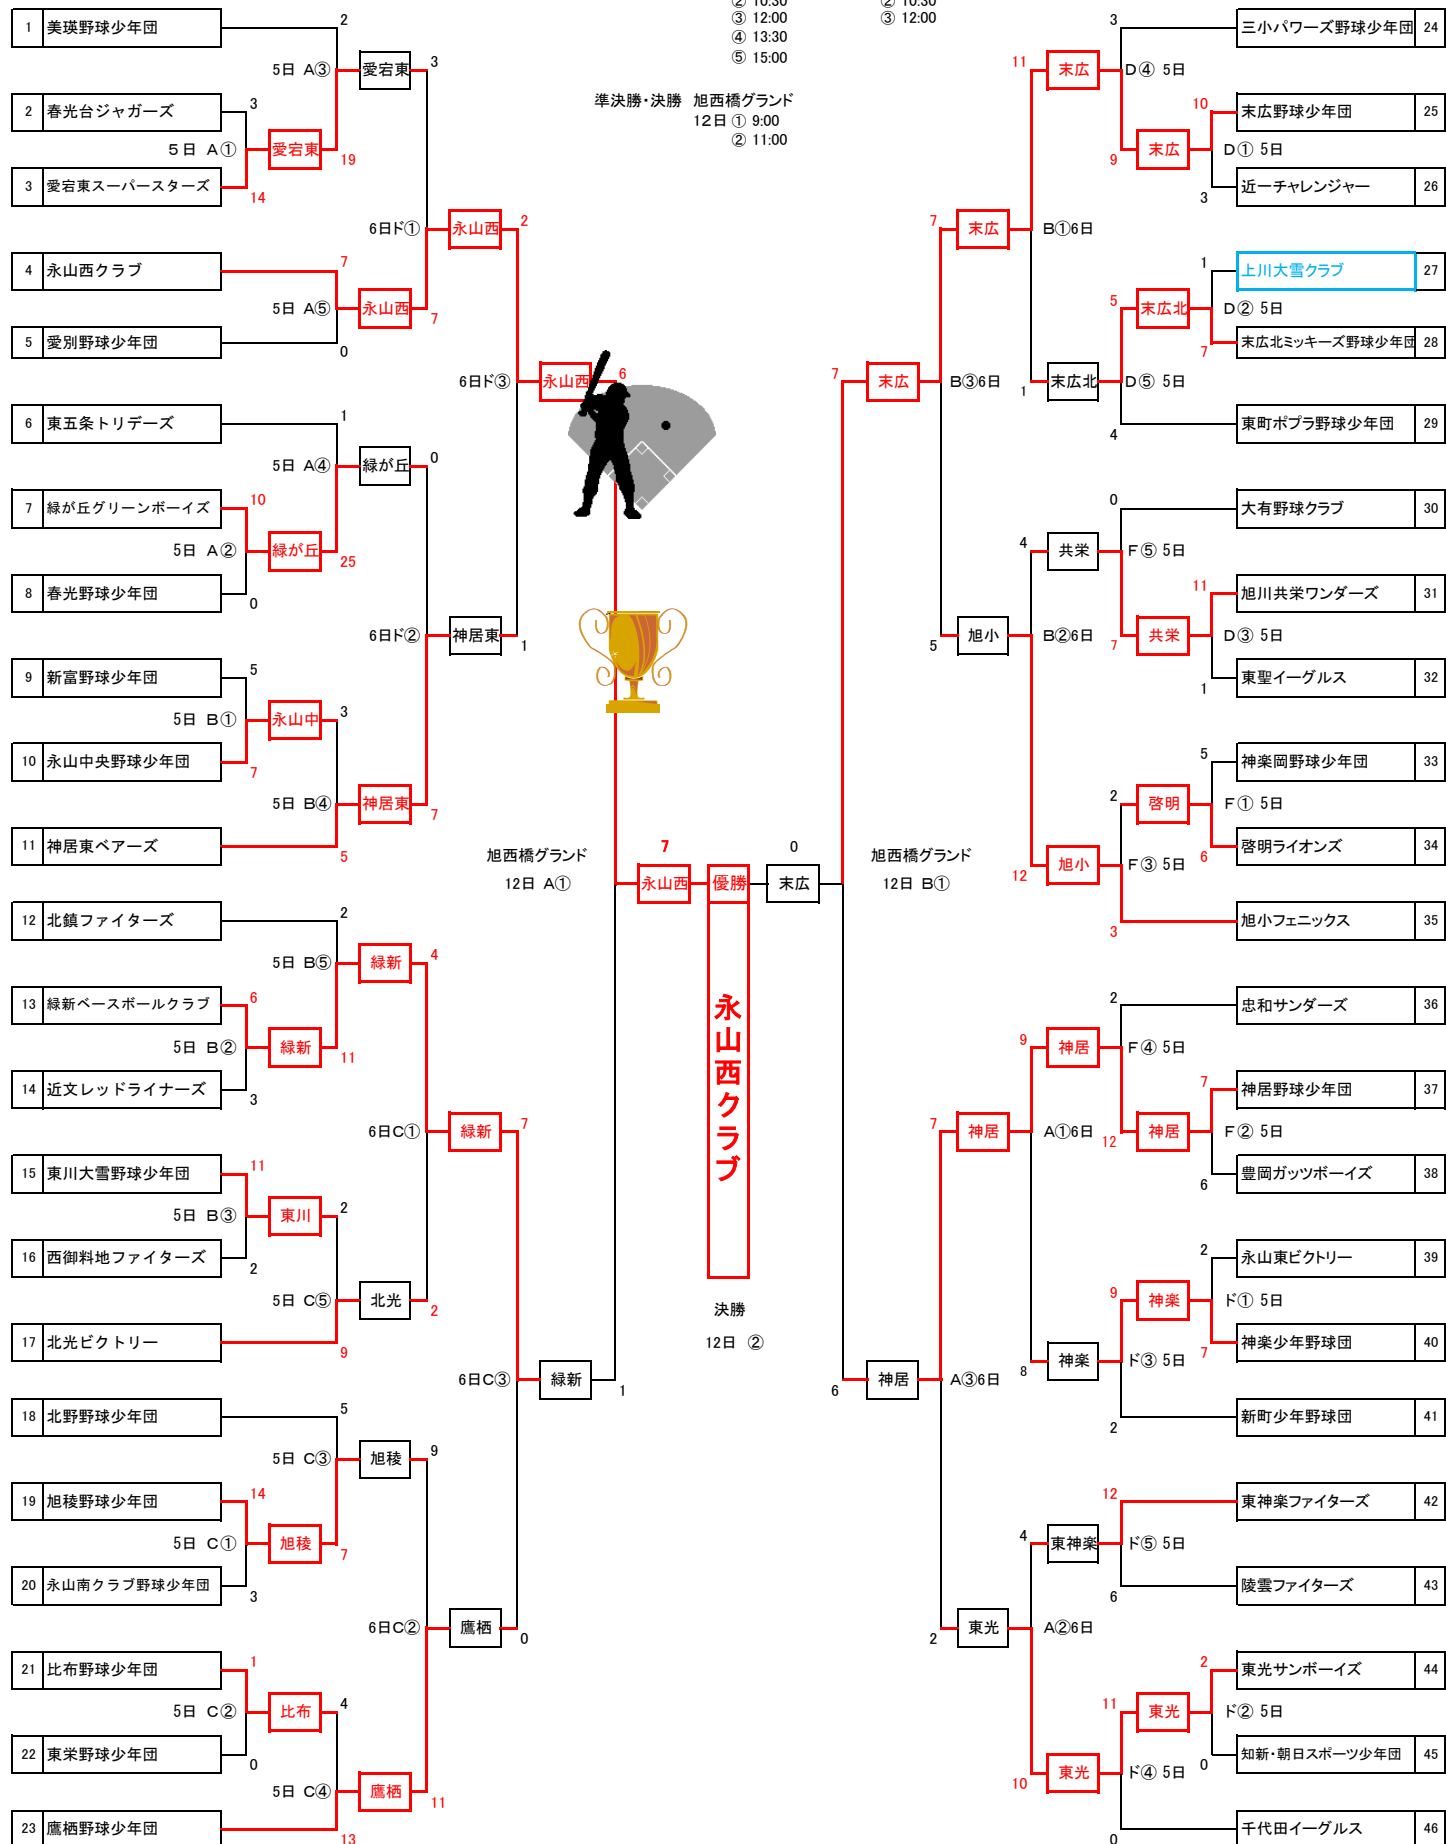 ② 10:30
③ 12:00
④ 13:30
⑤ 15:00
② 10:30
③ 12:00
準決勝・決勝 旭西橋グランド
12日 ① 9:00
② 11:00
1 美瑛野球少年団
2
5日 A③
愛宕東
3
2 春光台ジャガーズ
3
5日 A①
愛宕東
19
3 愛宕東スーパースターズ
14
6日ド①
永山西
2
4 永山西クラブ
7
5日 A⑤
永山西
7
5 愛別野球少年団
0
6日ド③
永山西
6
6 東五条トリデーズ
1
5日 A④
緑が丘
0
7 緑が丘グリーンボーイズ
10
5日 A②
緑が丘
25
8 春光野球少年団
0
6日ド②
神居東
1
9 新富野球少年団
5
5日 B①
永山中
3
10 永山中央野球少年団
7
5日 B④
神居東
7
11 神居東ベアーズ
5
旭西橋グランド
12日 A①
12 北鎮ファイターズ
2
5日 B⑤
緑新
4
13 緑新ベースボールクラブ
6
5日 B②
緑新
11
14 近文レッドライナーズ
3
6日C①
緑新
7
15 東川大雪野球少年団
11
5日 B③
東川
2
16 西御料地ファイターズ
2
5日 C⑤
北光
2
17 北光ビクトリー
9
6日C③
緑新
1
18 北野野球少年団
5
5日 C③
旭稜
9
19 旭稜野球少年団
14
5日 C①
旭稜
7
20 永山南クラブ野球少年団
3
6日C②
鷹栖
0
21 比布野球少年団
1
5日 C②
比布
4
22 東栄野球少年団
0
5日 C④
鷹栖
11
23 鷹栖野球少年団
13
7
永山西
優勝
0
末広
永山西クラブ
決勝
12日 ②
3
三小パワーズ野球少年団 24
11
末広
D④ 5日
10
末広野球少年団 25
9
末広
D① 5日
3
近一チャレンジャー 26
7
末広
B①6日
1
上川大雪クラブ 27
5
末広北
D② 5日
7
末広北ミッキーズ野球少年団 28
7
末広
B③6日
1
末広北
D⑤ 5日
4
東町ポプラ野球少年団 29
0
大有野球クラブ 30
4
共栄
F⑤ 5日
11
旭川共栄ワンダーズ 31
5
旭小
B②6日
7
共栄
D③ 5日
1
東聖イーグルス 32
5
神楽岡野球少年団 33
2
啓明
F① 5日
6
啓明ライオンズ 34
旭西橋グランド
12日 B①
12
旭小
F③ 5日
3
旭小フェニックス 35
2
忠和サンダーズ 36
9
神居
F④ 5日
7
神居野球少年団 37
7
神居
A①6日
12
神居
F② 5日
6
豊岡ガッツボーイズ 38
2
永山東ビクトリー 39
9
神楽
ド① 5日
7
神楽少年野球団 40
6
神居
A③6日
8
神楽
ド③ 5日
2
新町少年野球団 41
12
東神楽ファイターズ 42
4
東神楽
ド⑤ 5日
6
陵雲ファイターズ 43
2
東光
A②6日
2
東光サンボーイズ 44
11
東光
ド② 5日
0
知新・朝日スポーツ少年団 45
10
東光
ド④ 5日
0
千代田イーグルス 46